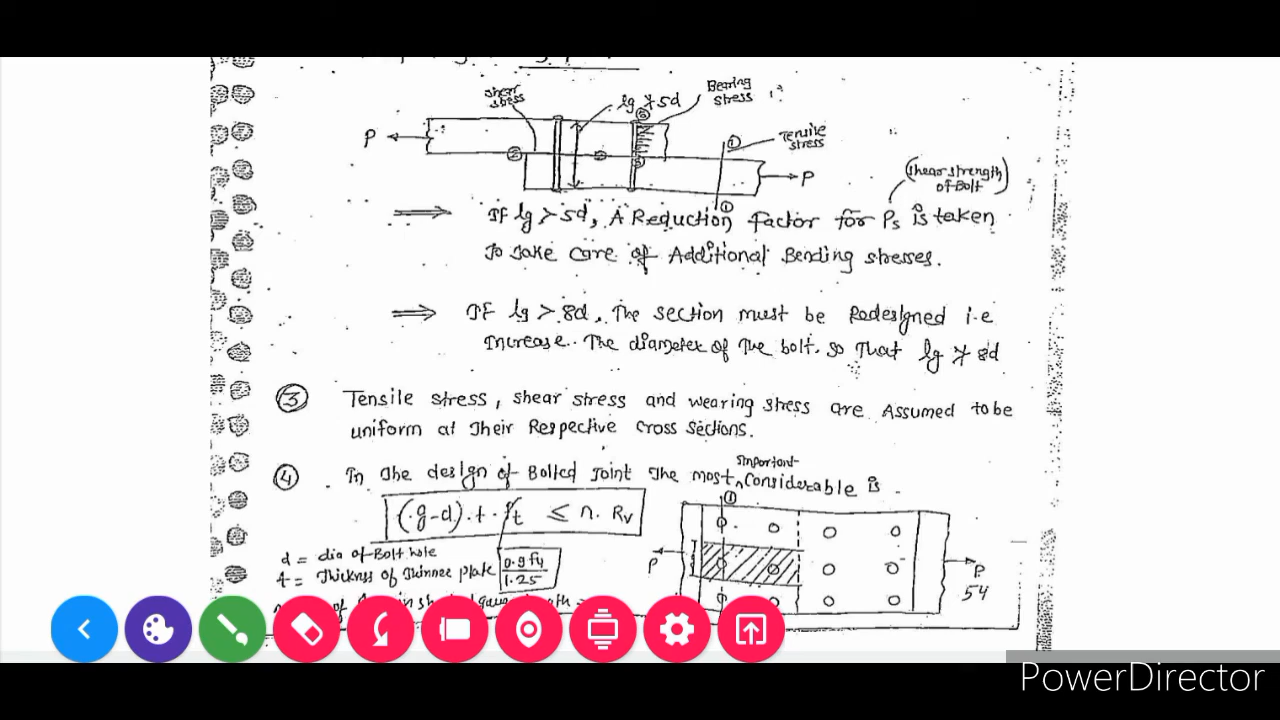 shear stress
lg ≯ 5d
Bearing stress
P
①
Tensile stress
P
①
(shear strength of Bolt)
⇒ If lg > 5d, A Reduction factor for Ps is taken
To take care of Additional Bending stresses.
⇒ If lg > 8d, The section must be Redesigned i.e
Increase.. The diameter of the bolt. so That lg ≯ 8d
③ Tensile stress, shear stress and wearing stress are Assumed to be
uniform at Their Respective cross sections.
④ In The design of Bolted Joint The most important considerable is
(g-d).t.ft ≤ n. Rv
①
d = dia of Bolt hole
t = Thicknss of Thinner plate
0.9fy
1.25
P
P
54
PowerDirector